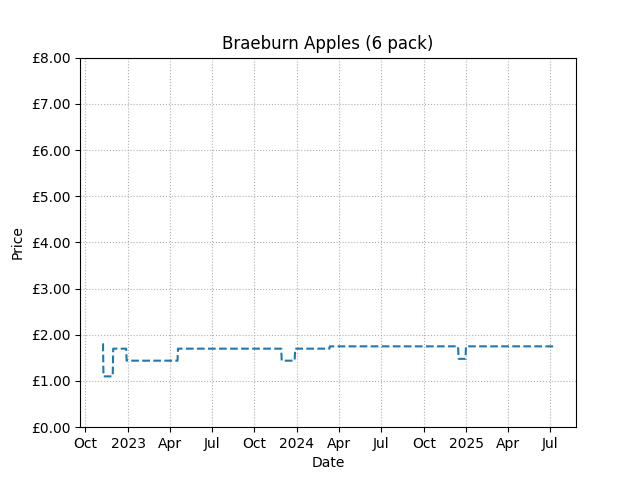 Braeburn Apples (6 pack)
£8.00
£7.00
£6.00
£5.00
£4.00
£3.00
£2.00
£1.00
£0.00
Price
Oct 2023 Apr Jul Oct 2024 Apr Jul Oct 2025 Apr Jul
Date